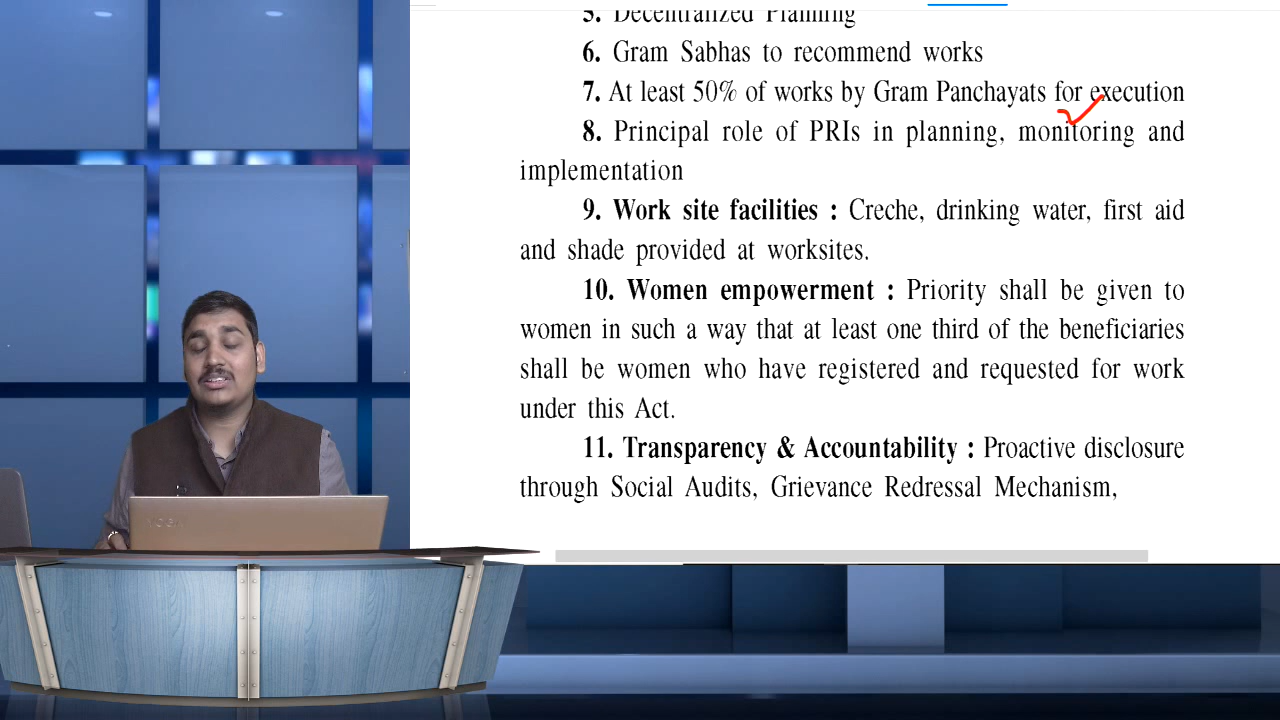 5. Decentralized Planning
6. Gram Sabhas to recommend works
7. At least 50% of works by Gram Panchayats for execution
8. Principal role of PRIs in planning, monitoring and
implementation
9. Work site facilities : Creche, drinking water, first aid
and shade provided at worksites.
10. Women empowerment : Priority shall be given to
women in such a way that at least one third of the beneficiaries
shall be women who have registered and requested for work
under this Act.
11. Transparency & Accountability : Proactive disclosure
through Social Audits, Grievance Redressal Mechanism,